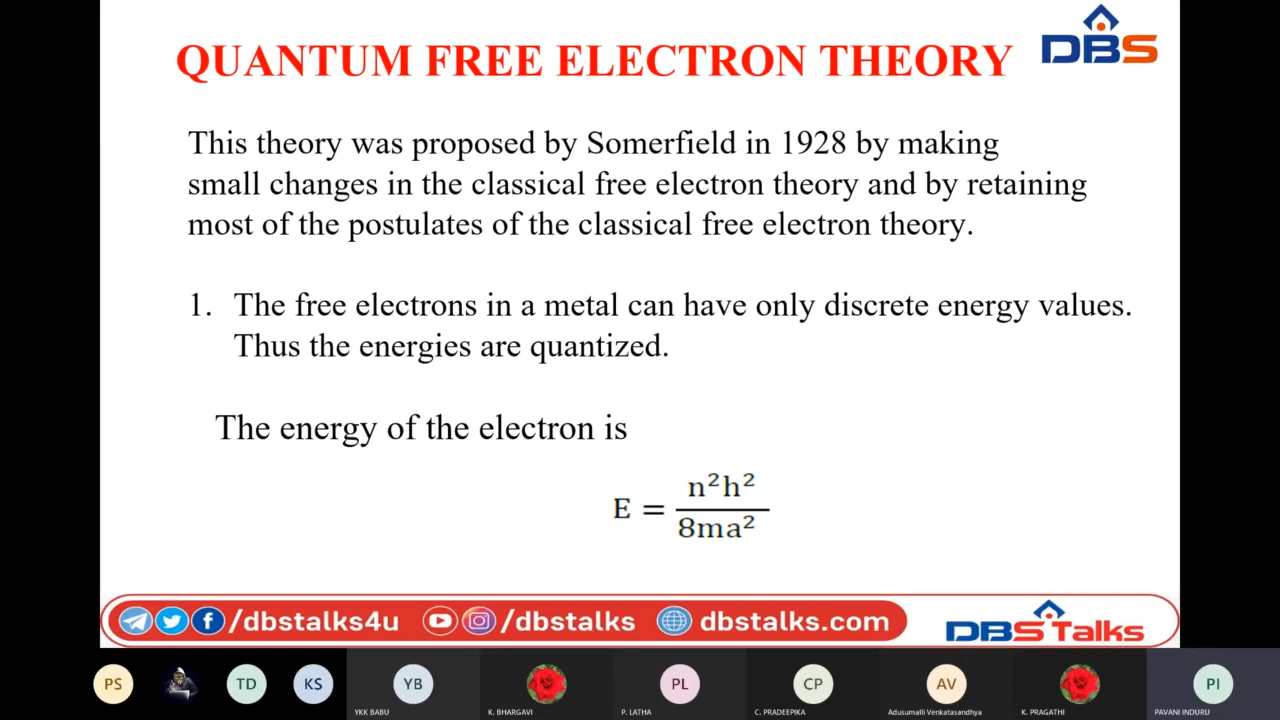 QUANTUM FREE ELECTRON THEORY
DBS
This theory was proposed by Somerfield in 1928 by making
small changes in the classical free electron theory and by retaining
most of the postulates of the classical free electron theory.
1. The free electrons in a metal can have only discrete energy values.
Thus the energies are quantized.
The energy of the electron is
E = n²h² / 8ma²
/dbstalks4u /dbstalks dbstalks.com DBS Talks
PS TD KS YB PL CP AV PI
YKK BABU K. BHARGAVI P. LATHA C. PRADEEPIKA Adusumalli Venkatasandhya K. PRAGATHI PAVANI INDURU